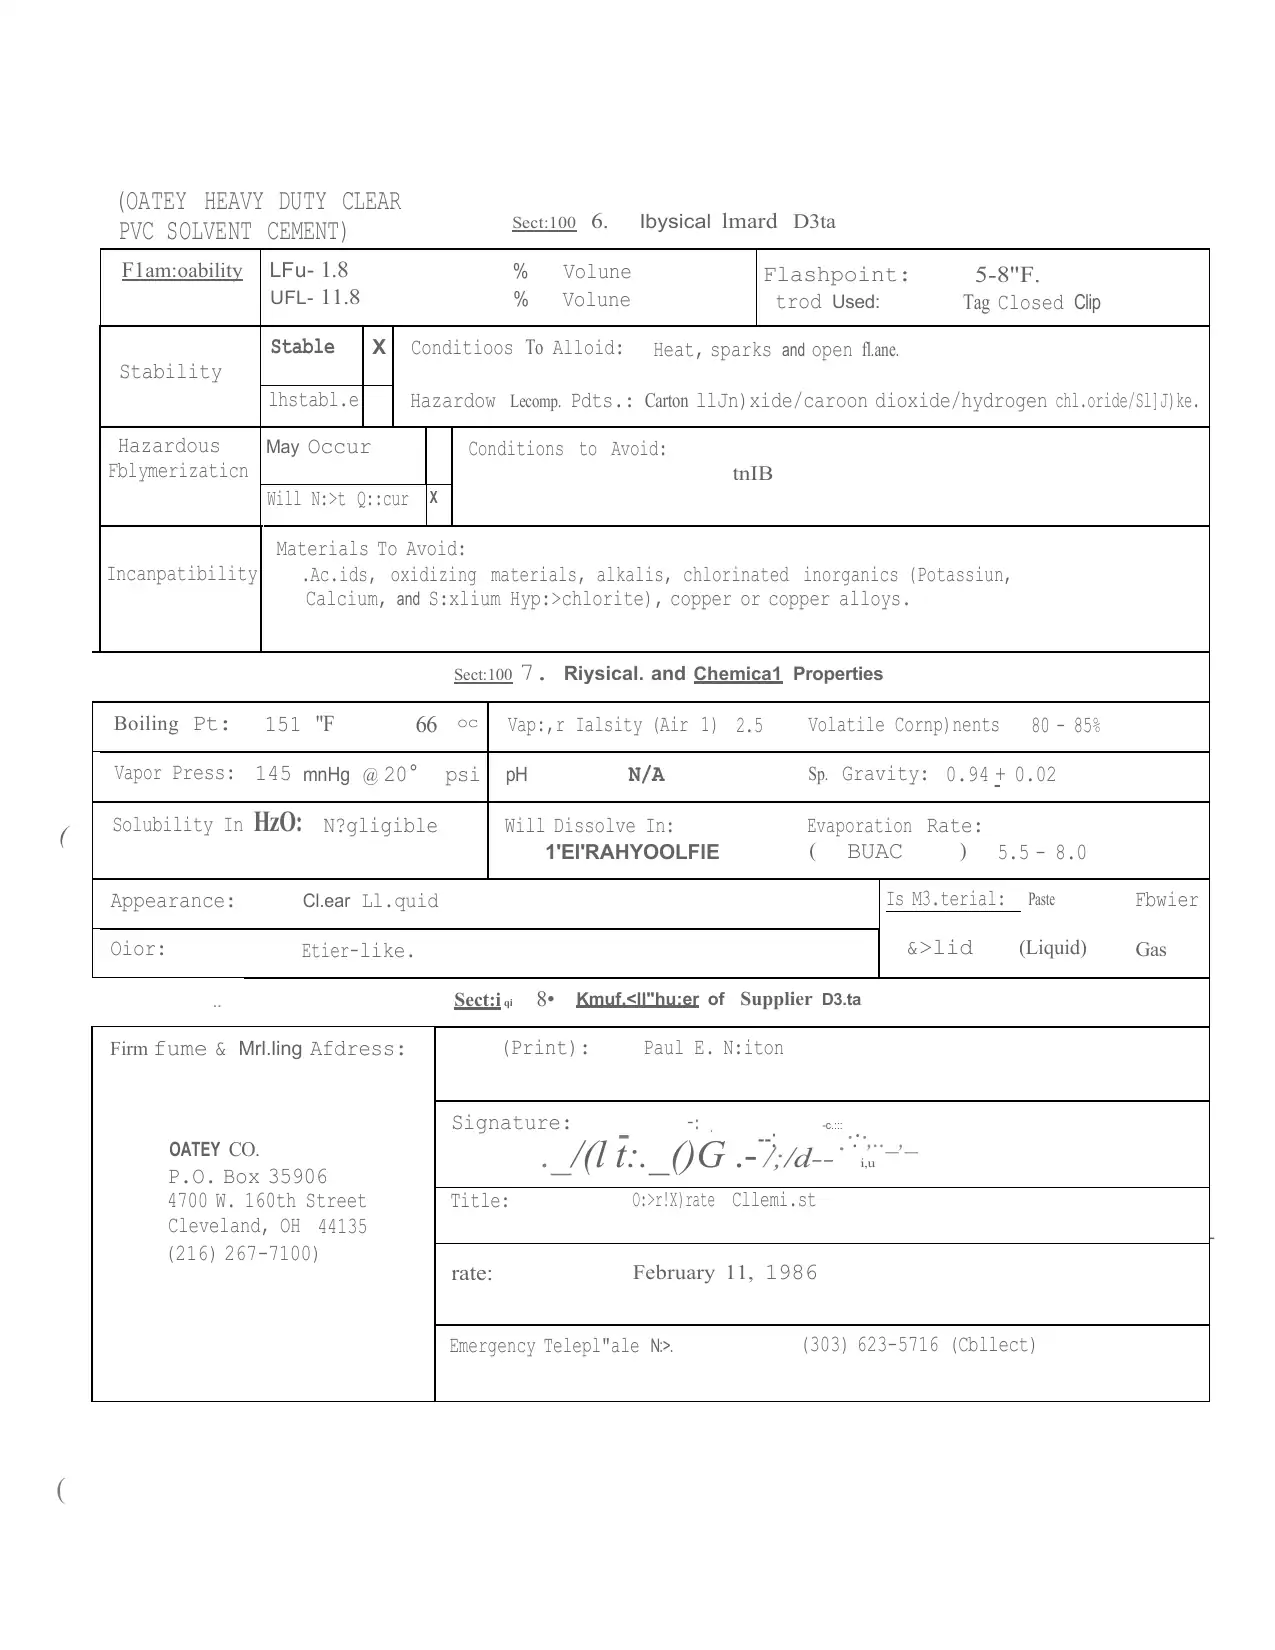 (OATEY HEAVY DUTY CLEAR
PVC SOLVENT CEMENT)
Sect:100 6. Ibysical lmard D3ta
F1am:oability LFu- 1.8 % Volune Flashpoint: 5-8"F.
UFL- 11.8 % Volune trod Used: Tag Closed Clip
Stability Stable X Conditioos To Alloid: Heat, sparks and open fl.ane.
lhstabl.e Hazardow Lecomp. Pdts.: Carton llJn)xide/caroon dioxide/hydrogen chl.oride/Sl]J)ke.
Hazardous May Occur Conditions to Avoid:
Fblymerizaticn tnIB
Will N:>t Q::cur X
Materials To Avoid:
Incanpatibility .Ac.ids, oxidizing materials, alkalis, chlorinated inorganics (Potassiun,
Calcium, and S:xlium Hyp:>chlorite), copper or copper alloys.
Sect:100 7. Riysical. and Chemica1 Properties
Boiling Pt: 151 "F 66 oc Vap:,r Ialsity (Air 1) 2.5 Volatile Cornp)nents 80 - 85%
Vapor Press: 145 mnHg @ 20° psi pH N/A Sp. Gravity: 0.94 + 0.02
( Solubility In HzO: N?gligible Will Dissolve In: Evaporation Rate:
1'EI'RAHYOOLFIE ( BUAC ) 5.5 - 8.0
Appearance: Cl.ear Ll.quid Is M3.terial: Paste Fbwier
Oior: Etier-like. &>lid (Liquid) Gas
.. Sect:i qi 8• Kmuf.<ll"hu:er of Supplier D3.ta
Firm fume & Mrl.ling Afdress: (Print): Paul E. N:iton
Signature:
OATEY CO.
P.O. Box 35906
4700 W. 160th Street Title: O:>r!X)rate Cllemi.st
Cleveland, OH 44135
(216) 267-7100)
rate: February 11, 1986
Emergency Telepl"ale N:>. (303) 623-5716 (Cbllect)
(